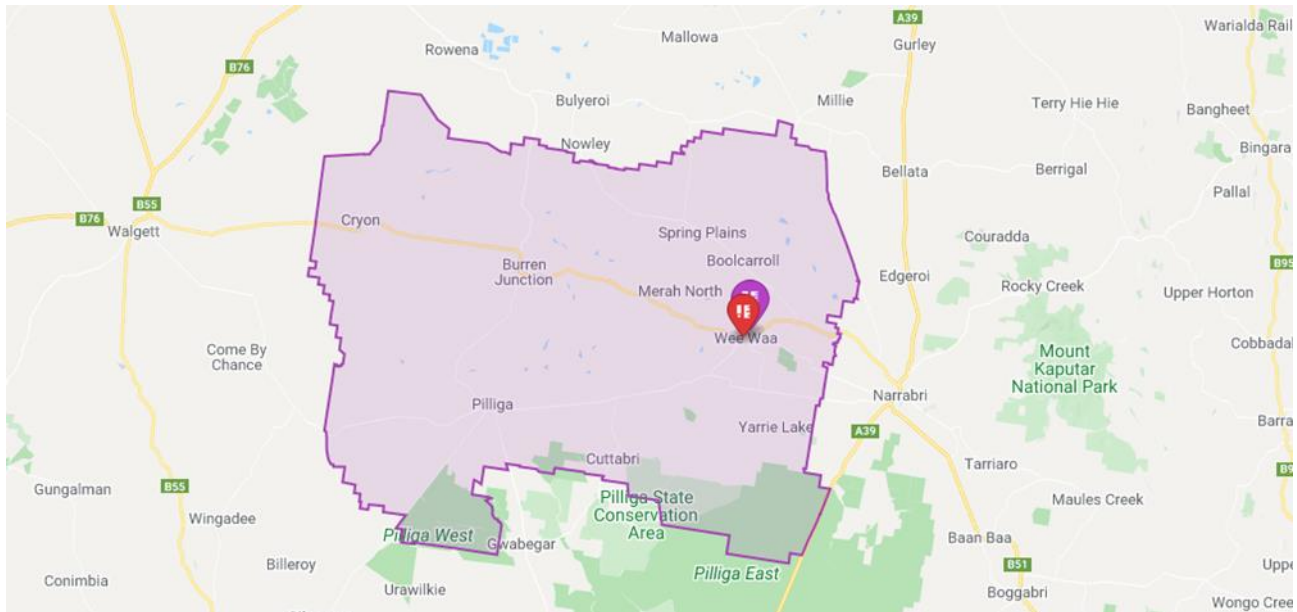 A39
Warialda Rail
Mallowa
Gurley
Rowena
B76
Bulyeroi
Millie
Terry Hie Hie
Bangheet
Nowley
Bingara
Bellata
Berrigal
Pallal
B55
B76
Walgett
Cryon
Spring Plains
Couradda
Boolcarroll
B95
Burren
Junction
Edgeroi
Merah North
Rocky Creek
Upper Horton
Wee Waa
Come By
Chance
Cobbadal
Mount
Kaputar
National Park
Narrabri
Pilliga
Barra
Yarrie Lake
A39
Cuttabri
Tarriaro
Gungalman
B55
Pilliga State
Conservation
Area
Maules Creek
Wingadee
Pilliga West
Gwabegar
Baan Baa
Billeroi
Pilliga East
B51
Conimbia
Urawilkie
Boggabri
Wongo Cree